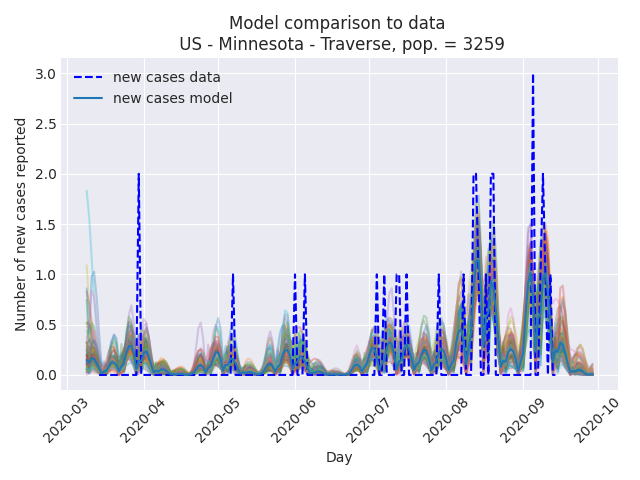 Model comparison to data
US - Minnesota - Traverse, pop. = 3259
new cases data
new cases model
Number of new cases reported
3.0
2.5
2.0
1.5
1.0
0.5
0.0
2020-03
2020-04
2020-05
2020-06
2020-07
2020-08
2020-09
2020-10
Day